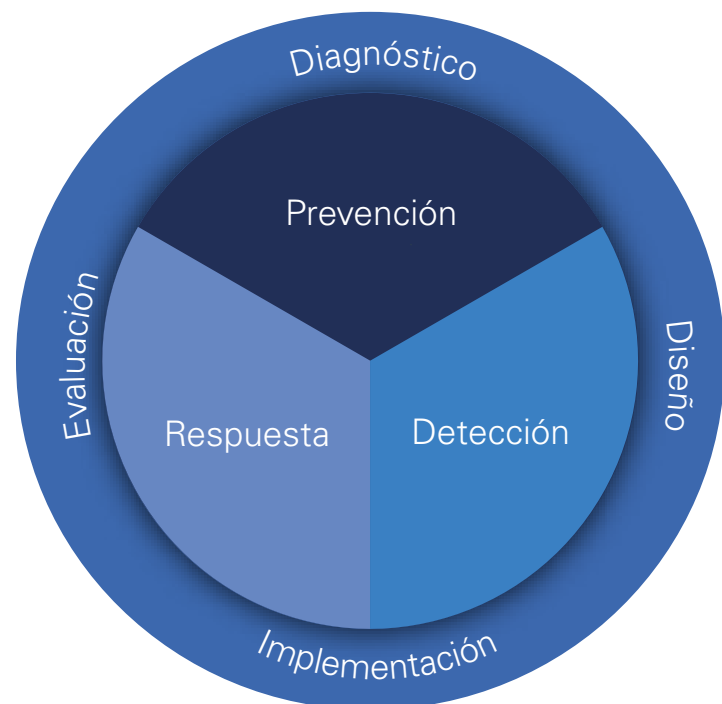 Diagnóstico
Prevención
Evaluación
Diseño
Respuesta
Detección
Implementación